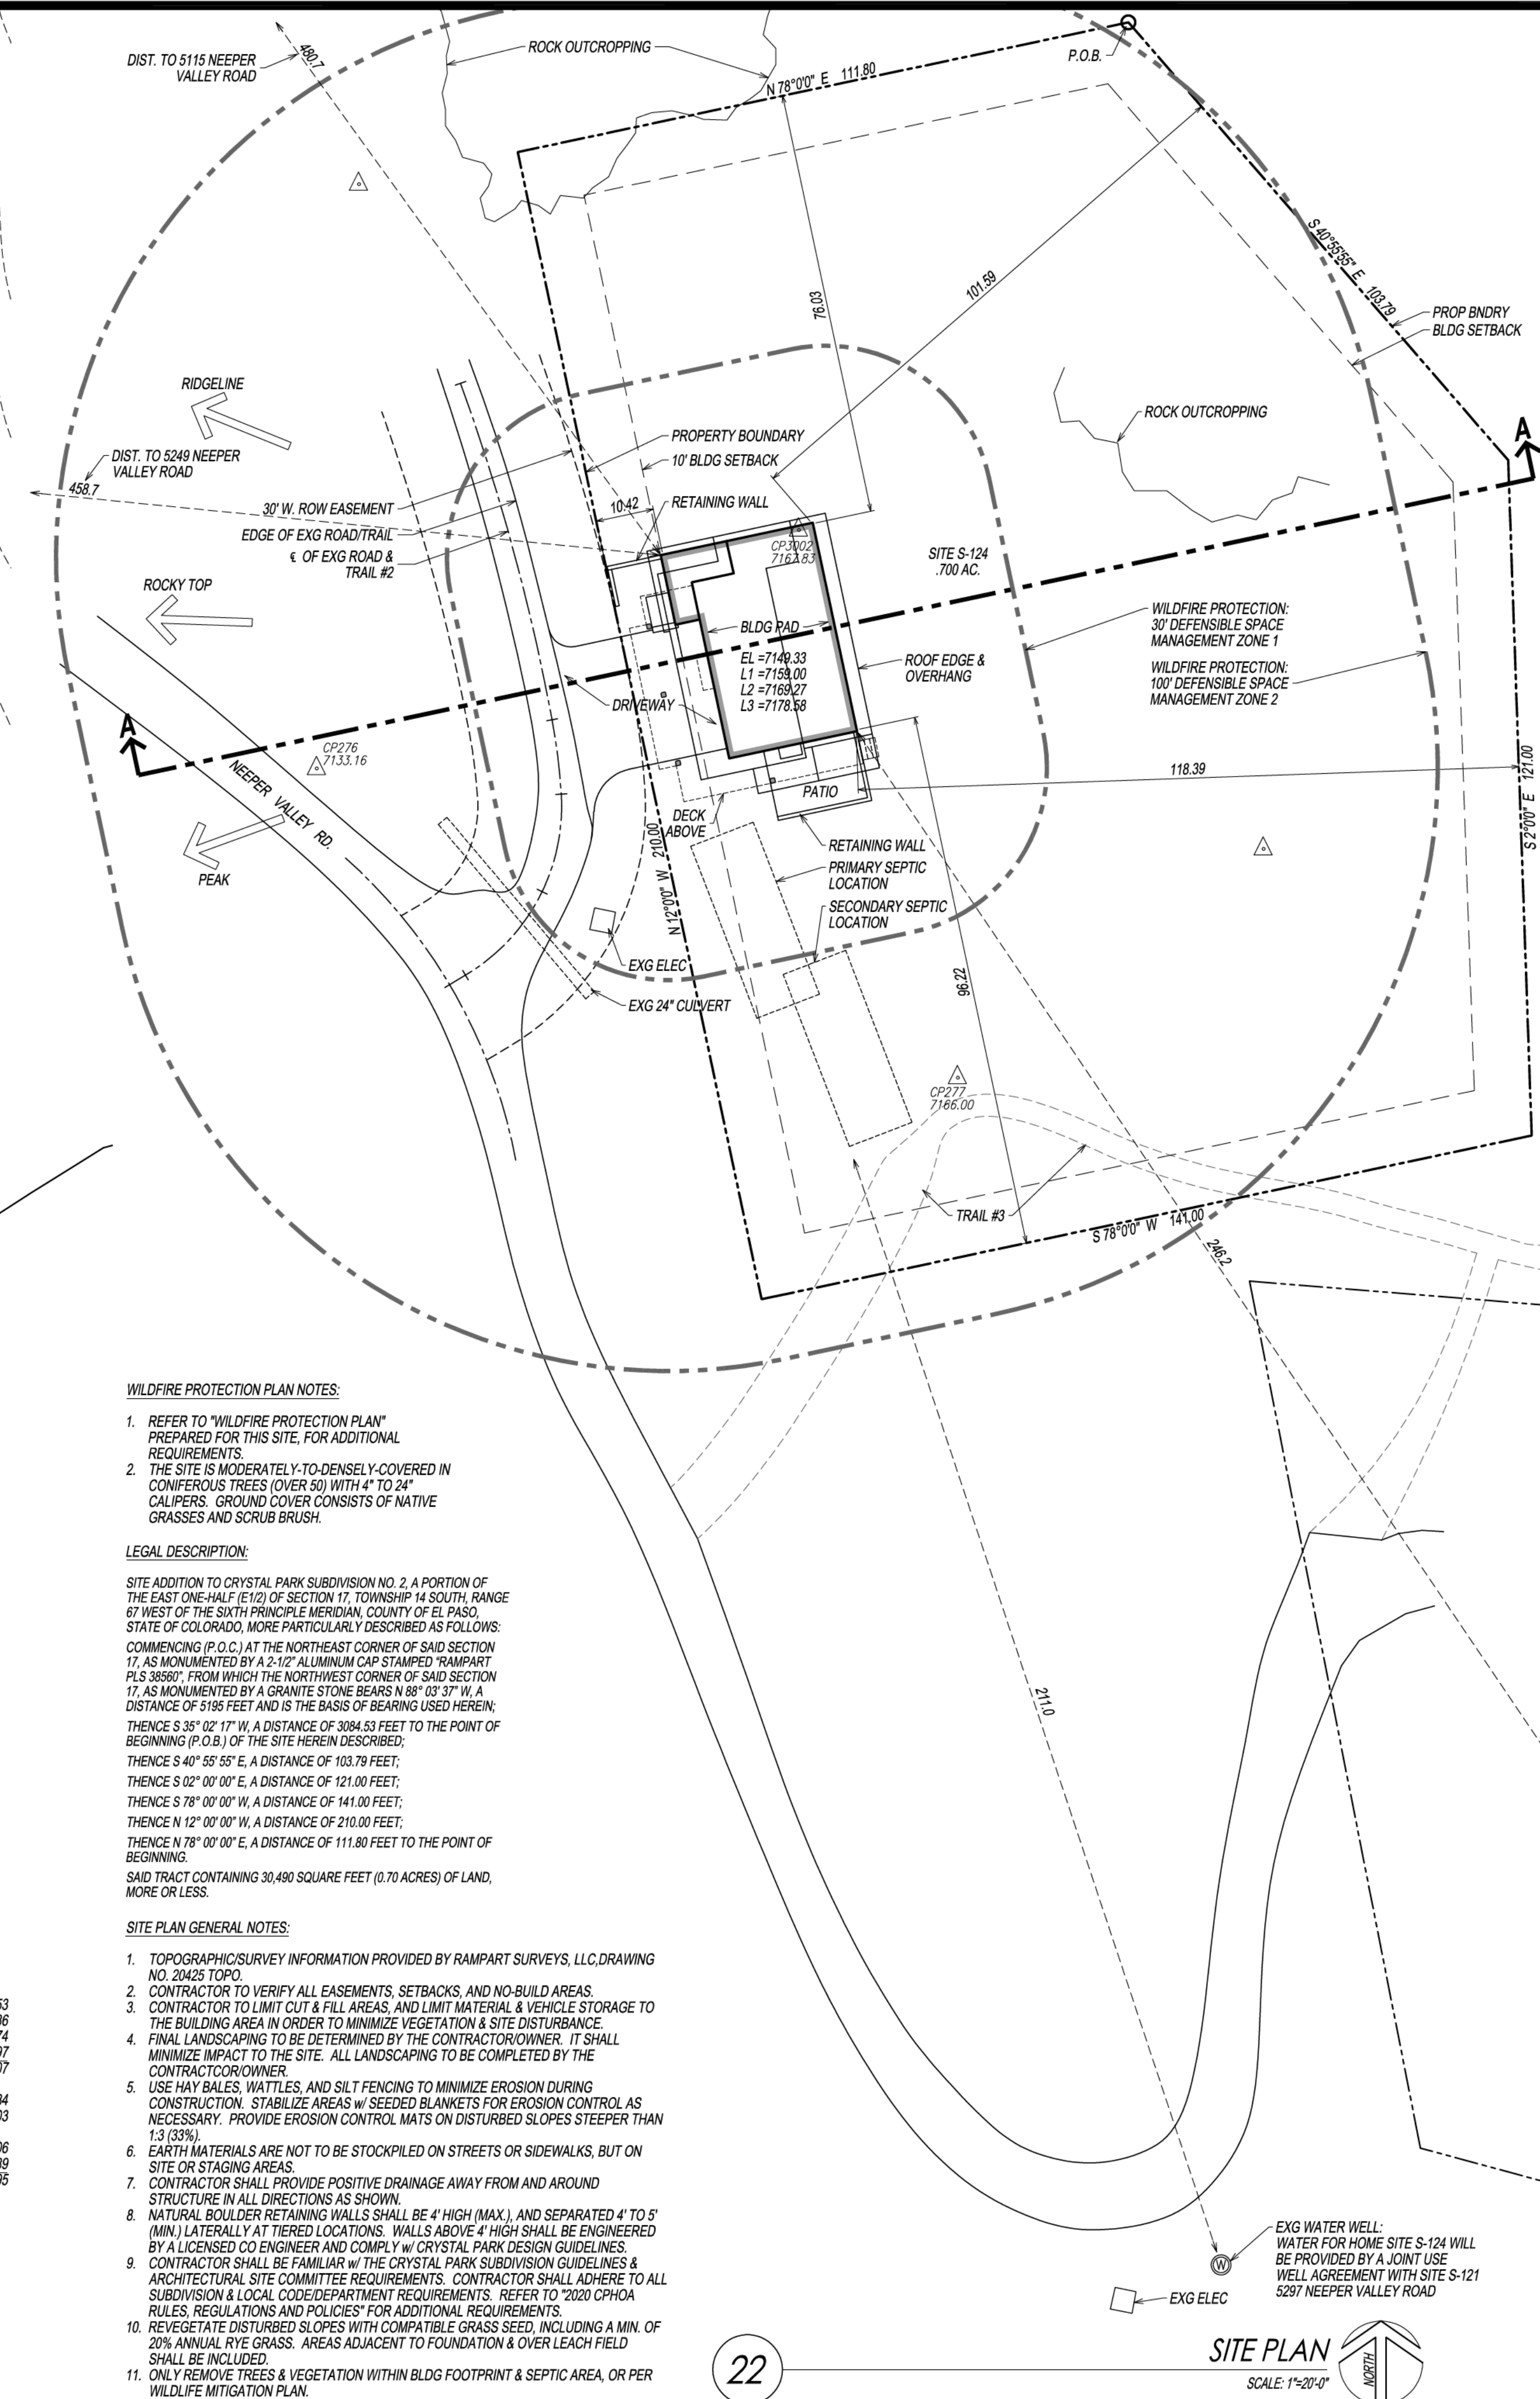 DIST. TO 5115 NEEPER
VALLEY ROAD
480.7
ROCK OUTCROPPING
P.O.B.
N 78°0'0" E 111.80
76.03
101.59
S 40°55'55" E 103.79
PROP BNDRY
BLDG SETBACK
RIDGELINE
DIST. TO 5249 NEEPER
VALLEY ROAD
458.7
ROCK OUTCROPPING
A
PROPERTY BOUNDARY
10' BLDG SETBACK
RETAINING WALL
10.42
30' W. ROW EASEMENT
EDGE OF EXG ROAD/TRAIL
℄ OF EXG ROAD &
TRAIL #2
CP3002
7167.83
SITE S-124
.700 AC.
ROCKY TOP
WILDFIRE PROTECTION:
30' DEFENSIBLE SPACE
MANAGEMENT ZONE 1
WILDFIRE PROTECTION:
100' DEFENSIBLE SPACE
MANAGEMENT ZONE 2
BLDG PAD
EL =7149.33
L1 =7159.00
L2 =7169.27
L3 =7178.58
ROOF EDGE &
OVERHANG
DRIVEWAY
A
CP276
7133.16
NEEPER VALLEY RD.
PEAK
118.39
S 2°0'0" E 121.00
PATIO
DECK
ABOVE
N 12°0'0" W 210.00
RETAINING WALL
PRIMARY SEPTIC
LOCATION
SECONDARY SEPTIC
LOCATION
EXG ELEC
EXG 24" CULVERT
96.22
CP277
7166.00
TRAIL #3
S 78°0'0" W 141.00
246.2
211.0
WILDFIRE PROTECTION PLAN NOTES:
1. REFER TO "WILDFIRE PROTECTION PLAN"
PREPARED FOR THIS SITE, FOR ADDITIONAL
REQUIREMENTS.
2. THE SITE IS MODERATELY-TO-DENSELY-COVERED IN
CONIFEROUS TREES (OVER 50) WITH 4" TO 24"
CALIPERS. GROUND COVER CONSISTS OF NATIVE
GRASSES AND SCRUB BRUSH.
LEGAL DESCRIPTION:
SITE ADDITION TO CRYSTAL PARK SUBDIVISION NO. 2, A PORTION OF
THE EAST ONE-HALF (E1/2) OF SECTION 17, TOWNSHIP 14 SOUTH, RANGE
67 WEST OF THE SIXTH PRINCIPLE MERIDIAN, COUNTY OF EL PASO,
STATE OF COLORADO, MORE PARTICULARLY DESCRIBED AS FOLLOWS:
COMMENCING (P.O.C.) AT THE NORTHEAST CORNER OF SAID SECTION
17, AS MONUMENTED BY A 2-1/2" ALUMINUM CAP STAMPED "RAMPART
PLS 38560", FROM WHICH THE NORTHWEST CORNER OF SAID SECTION
17, AS MONUMENTED BY A GRANITE STONE BEARS N 88° 03' 37" W, A
DISTANCE OF 5195 FEET AND IS THE BASIS OF BEARING USED HEREIN;
THENCE S 35° 02' 17" W, A DISTANCE OF 3084.53 FEET TO THE POINT OF
BEGINNING (P.O.B.) OF THE SITE HEREIN DESCRIBED;
THENCE S 40° 55' 55" E, A DISTANCE OF 103.79 FEET;
THENCE S 02° 00' 00" E, A DISTANCE OF 121.00 FEET;
THENCE S 78° 00' 00" W, A DISTANCE OF 141.00 FEET;
THENCE N 12° 00' 00" W, A DISTANCE OF 210.00 FEET;
THENCE N 78° 00' 00" E, A DISTANCE OF 111.80 FEET TO THE POINT OF
BEGINNING.
SAID TRACT CONTAINING 30,490 SQUARE FEET (0.70 ACRES) OF LAND,
MORE OR LESS.
SITE PLAN GENERAL NOTES:
1. TOPOGRAPHIC/SURVEY INFORMATION PROVIDED BY RAMPART SURVEYS, LLC,DRAWING
NO. 20425 TOPO.
2. CONTRACTOR TO VERIFY ALL EASEMENTS, SETBACKS, AND NO-BUILD AREAS.
3. CONTRACTOR TO LIMIT CUT & FILL AREAS, AND LIMIT MATERIAL & VEHICLE STORAGE TO
THE BUILDING AREA IN ORDER TO MINIMIZE VEGETATION & SITE DISTURBANCE.
4. FINAL LANDSCAPING TO BE DETERMINED BY THE CONTRACTOR/OWNER. IT SHALL
MINIMIZE IMPACT TO THE SITE. ALL LANDSCAPING TO BE COMPLETED BY THE
CONTRACTCOR/OWNER.
5. USE HAY BALES, WATTLES, AND SILT FENCING TO MINIMIZE EROSION DURING
CONSTRUCTION. STABILIZE AREAS w/ SEEDED BLANKETS FOR EROSION CONTROL AS
NECESSARY. PROVIDE EROSION CONTROL MATS ON DISTURBED SLOPES STEEPER THAN
1:3 (33%).
6. EARTH MATERIALS ARE NOT TO BE STOCKPILED ON STREETS OR SIDEWALKS, BUT ON
SITE OR STAGING AREAS.
7. CONTRACTOR SHALL PROVIDE POSITIVE DRAINAGE AWAY FROM AND AROUND
STRUCTURE IN ALL DIRECTIONS AS SHOWN.
8. NATURAL BOULDER RETAINING WALLS SHALL BE 4' HIGH (MAX.), AND SEPARATED 4' TO 5'
(MIN.) LATERALLY AT TIERED LOCATIONS. WALLS ABOVE 4' HIGH SHALL BE ENGINEERED
BY A LICENSED CO ENGINEER AND COMPLY w/ CRYSTAL PARK DESIGN GUIDELINES.
9. CONTRACTOR SHALL BE FAMILIAR w/ THE CRYSTAL PARK SUBDIVISION GUIDELINES &
ARCHITECTURAL SITE COMMITTEE REQUIREMENTS. CONTRACTOR SHALL ADHERE TO ALL
SUBDIVISION & LOCAL CODE/DEPARTMENT REQUIREMENTS. REFER TO "2020 CPHOA
RULES, REGULATIONS AND POLICIES" FOR ADDITIONAL REQUIREMENTS.
10. REVEGETATE DISTURBED SLOPES WITH COMPATIBLE GRASS SEED, INCLUDING A MIN. OF
20% ANNUAL RYE GRASS. AREAS ADJACENT TO FOUNDATION & OVER LEACH FIELD
SHALL BE INCLUDED.
11. ONLY REMOVE TREES & VEGETATION WITHIN BLDG FOOTPRINT & SEPTIC AREA, OR PER
WILDLIFE MITIGATION PLAN.
W
EXG WATER WELL:
WATER FOR HOME SITE S-124 WILL
BE PROVIDED BY A JOINT USE
WELL AGREEMENT WITH SITE S-121
5297 NEEPER VALLEY ROAD
EXG ELEC
22
SITE PLAN
SCALE: 1"=20'-0"
NORTH